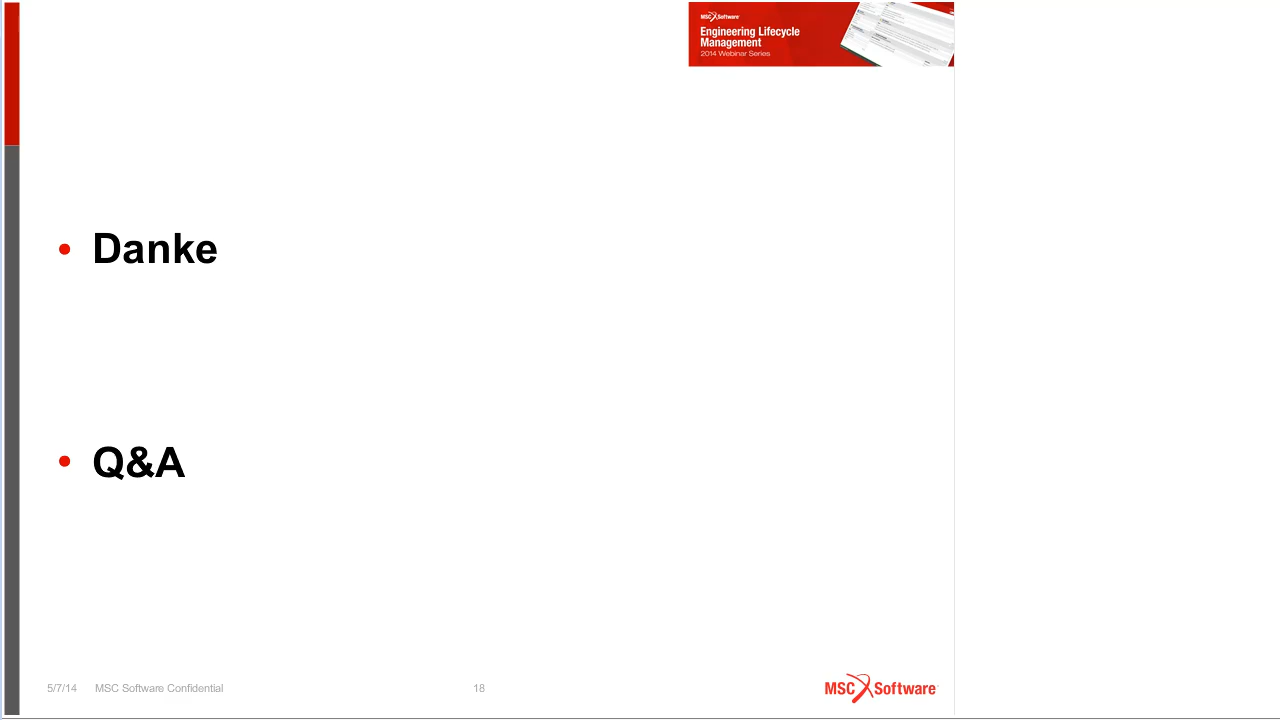 MSC Software
Engineering Lifecycle
Management
2014 Webinar Series
• Danke
• Q&A
5/7/14 MSC Software Confidential 18 MSC Software